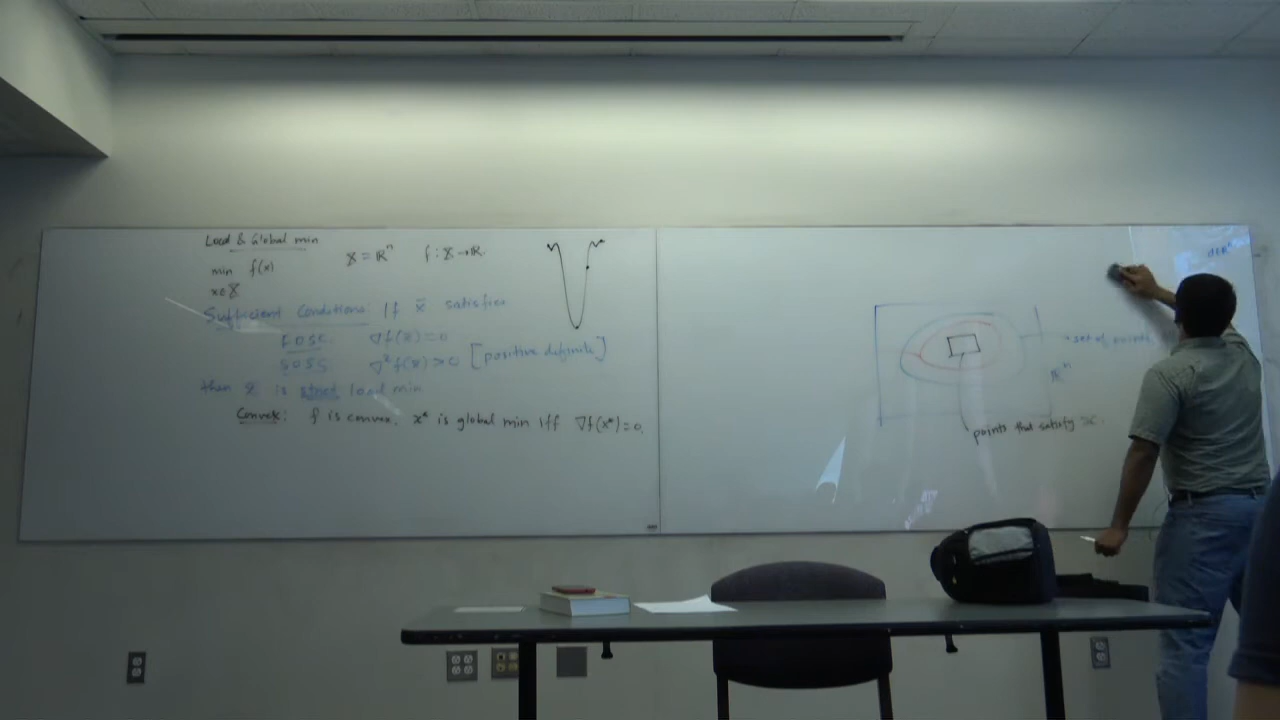 Local & Global min
min f(x) X = ℝⁿ f: X → ℝ
x∈X
Sufficient Conditions: If x̄ satisfies
FOSC ∇f(x̄)=0
SOSC ∇²f(x̄)>0 [positive definite]
then x̄ is strict local min
Convex: f is convex, x* is global min iff ∇f(x*)=0.
d∈ℝⁿ
set of points
ℝⁿ
points that satisfy